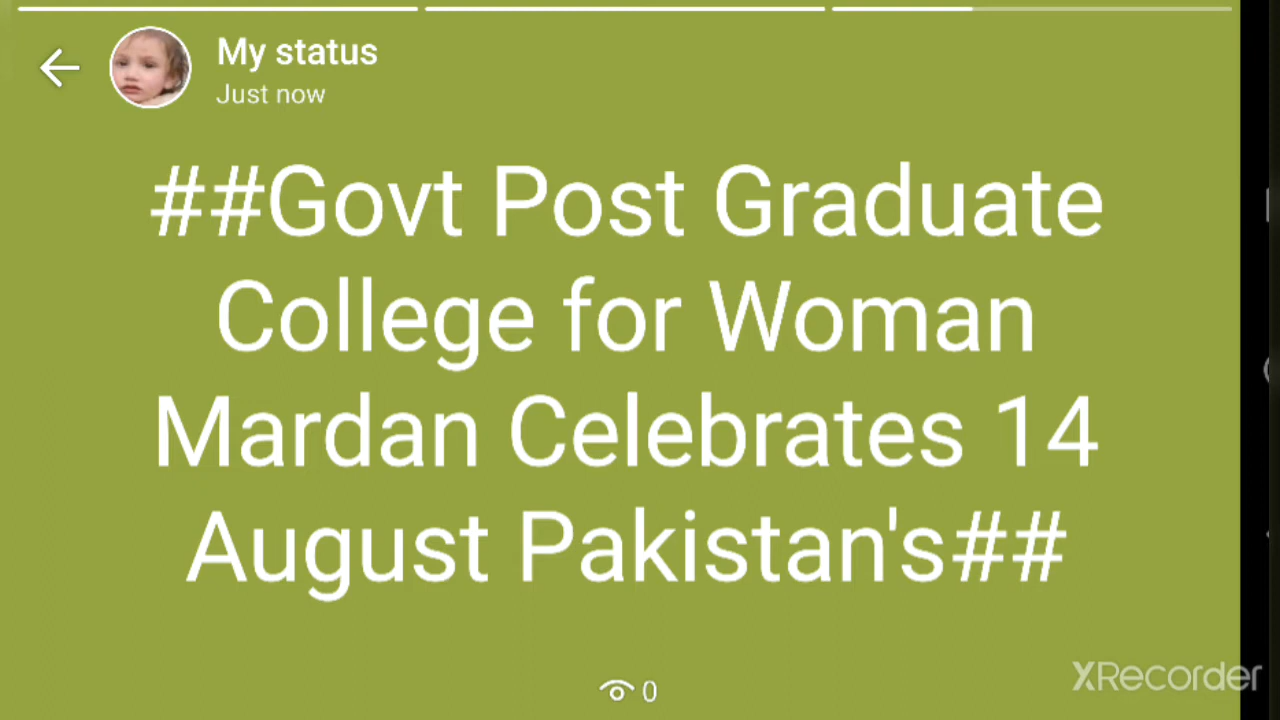 My status
Just now
##Govt Post Graduate
College for Woman
Mardan Celebrates 14
August Pakistan's##
0
XRecorder